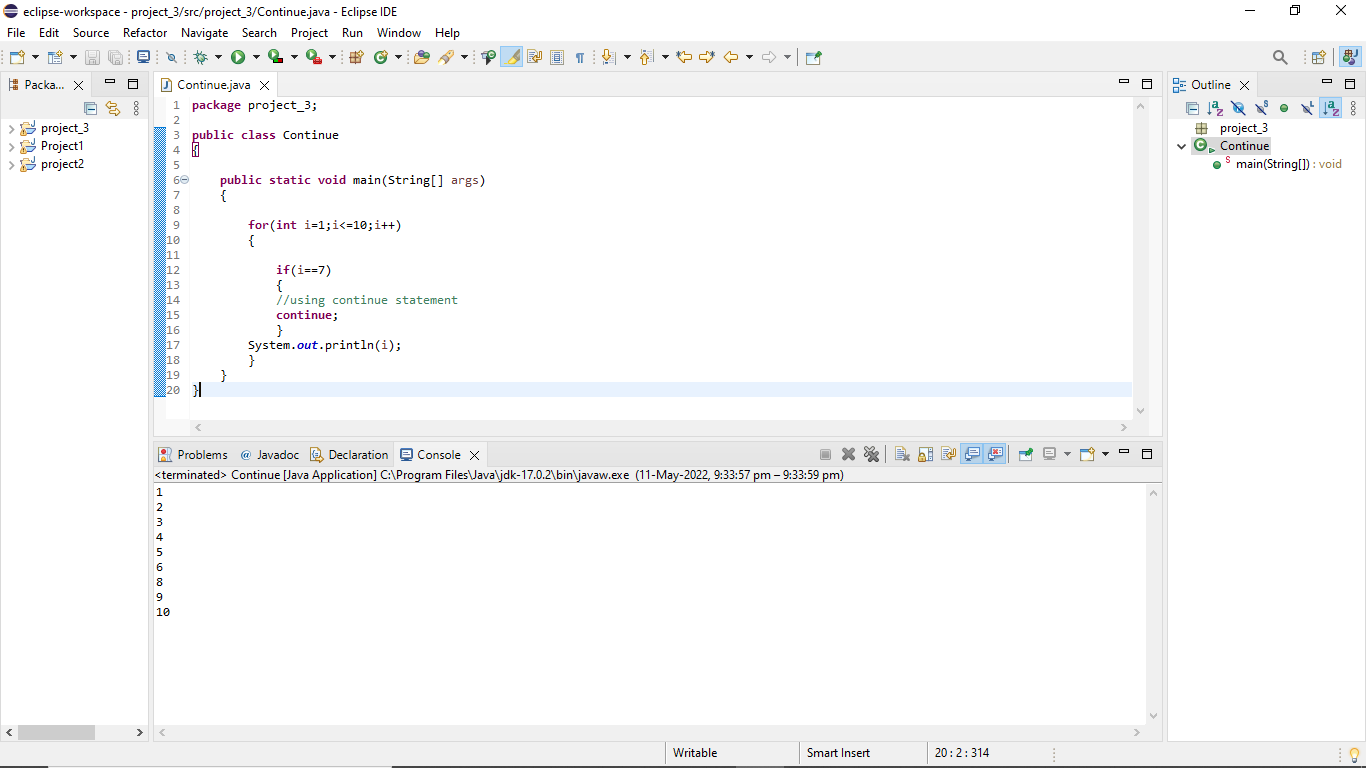 eclipse-workspace - project_3/src/project_3/Continue.java - Eclipse IDE
File Edit Source Refactor Navigate Search Project Run Window Help
Packa...
project_3
Project1
project2
Continue.java
1 package project_3;
2
3 public class Continue
4 {
5
6 public static void main(String[] args)
7 {
8
9 for(int i=1;i<=10;i++)
10 {
11
12 if(i==7)
13 {
14 //using continue statement
15 continue;
16 }
17 System.out.println(i);
18 }
19 }
20 }
Outline
project_3
Continue
main(String[]) : void
Problems Javadoc Declaration Console
<terminated> Continue [Java Application] C:\Program Files\Java\jdk-17.0.2\bin\javaw.exe (11-May-2022, 9:33:57 pm – 9:33:59 pm)
1
2
3
4
5
6
8
9
10
Writable Smart Insert 20 : 2 : 314